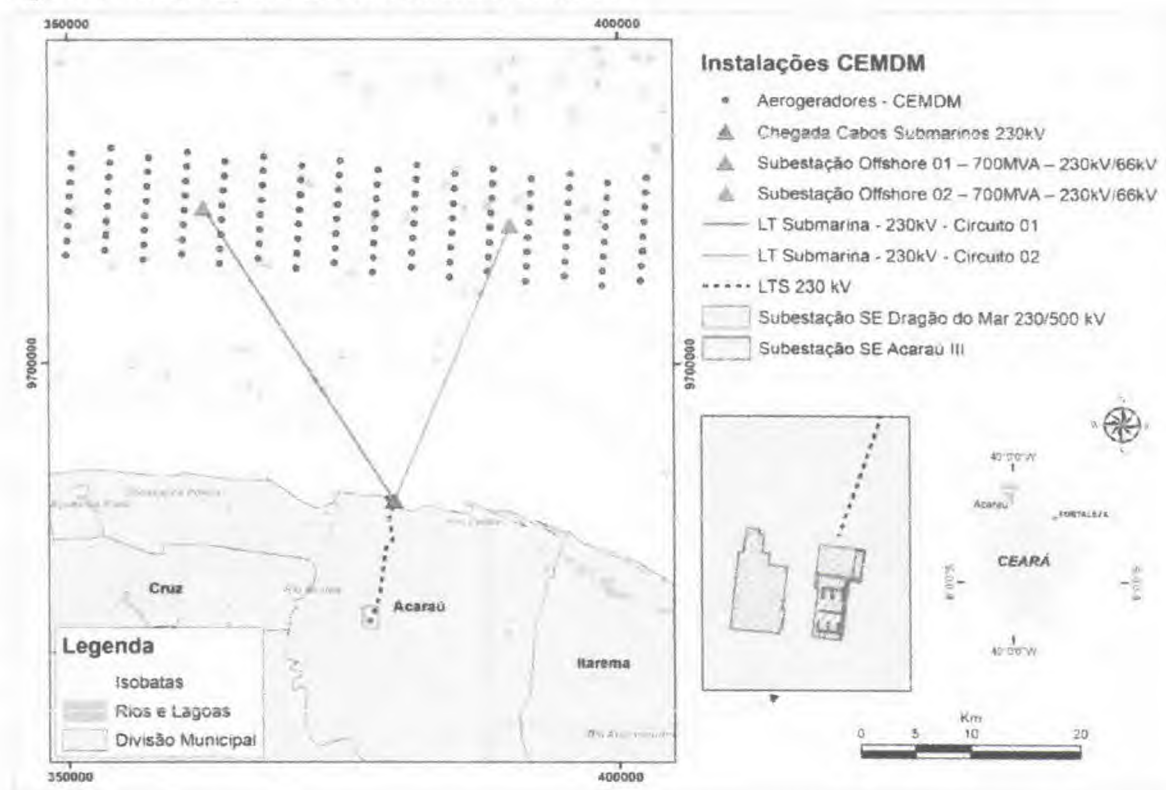 350000
400000
Instalações CEMDM
Aerogeradores - CEMDM
Chegada Cabos Submarinos 230kV
Subestação Offshore 01 – 700MVA – 230kV/66kV
Subestação Offshore 02 – 700MVA – 230kV/66kV
LT Submarina - 230kV - Circuito 01
LT Submarina - 230kV - Circuito 02
LTS 230 kV
Subestação SE Dragão do Mar 230/500 kV
Subestação SE Acaraú III
9700000
9700000
Cruz
Acaraú
Itarema
Legenda
Isobatas
Rios e Lagoas
Divisão Municipal
40°0'0"W
Acaraú
FORTALEZA
CEARÁ
40°0'0"W
Km
0 5 10 20
350000
400000